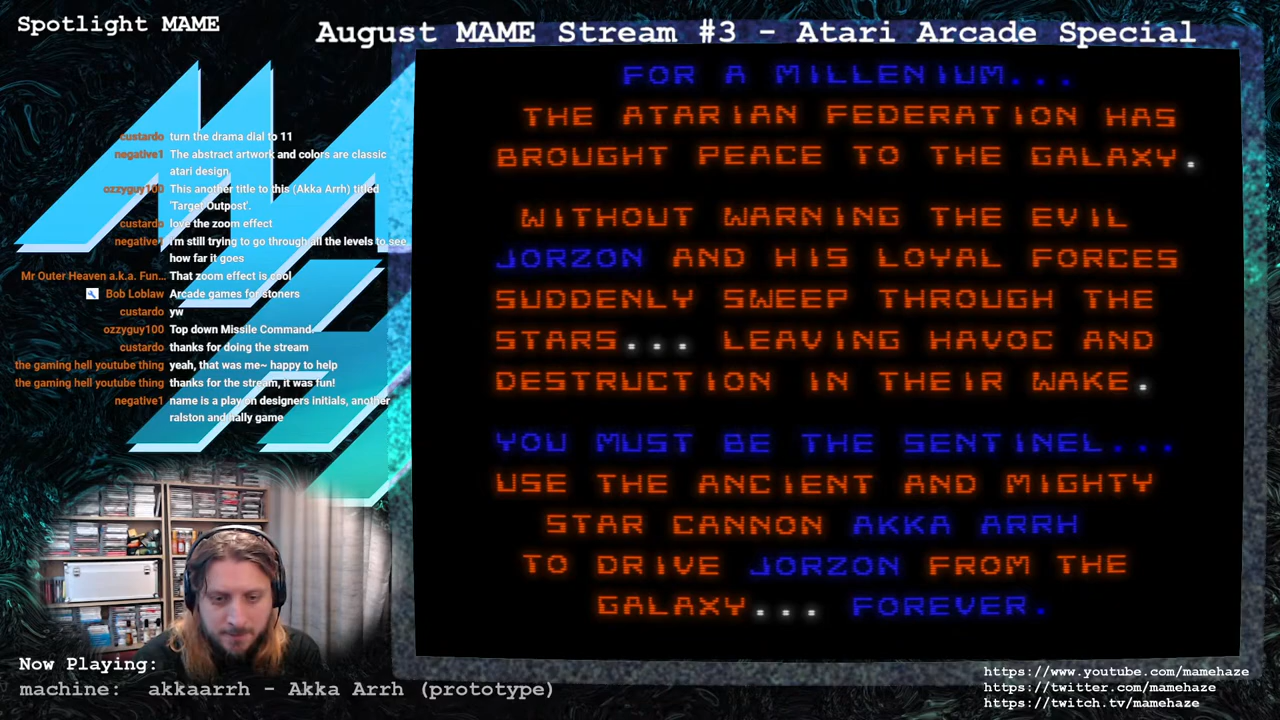 Spotlight MAME
August MAME Stream #3 - Atari Arcade Special
custardo turn the drama dial to 11
negative1 The abstract artwork and colors are classic
atari design
ozzyguy100 This another title to this (Akka Arrh) titled
'Target Outpost'.
custardo love the zoom effect
negative1 I'm still trying to go through all the levels to see
how far it goes
Mr Outer Heaven a.k.a. Fun... That zoom effect is cool
Bob Loblaw Arcade games for stoners
custardo yw
ozzyguy100 Top down Missile Command.
custardo thanks for doing the stream
the gaming hell youtube thing yeah, that was me~ happy to help
the gaming hell youtube thing thanks for the stream, it was fun!
negative1 name is a play on designers initials, another
ralston and hally game
FOR A MILLENIUM...
THE ATARIAN FEDERATION HAS
BROUGHT PEACE TO THE GALAXY.
WITHOUT WARNING THE EVIL
JORZON AND HIS LOYAL FORCES
SUDDENLY SWEEP THROUGH THE
STARS... LEAVING HAVOC AND
DESTRUCTION IN THEIR WAKE.
YOU MUST BE THE SENTINEL...
USE THE ANCIENT AND MIGHTY
STAR CANNON AKKA ARRH
TO DRIVE JORZON FROM THE
GALAXY... FOREVER.
Now Playing:
machine: akkaarrh - Akka Arrh (prototype)
https://www.youtube.com/mamehaze
https://twitter.com/mamehaze
https://twitch.tv/mamehaze